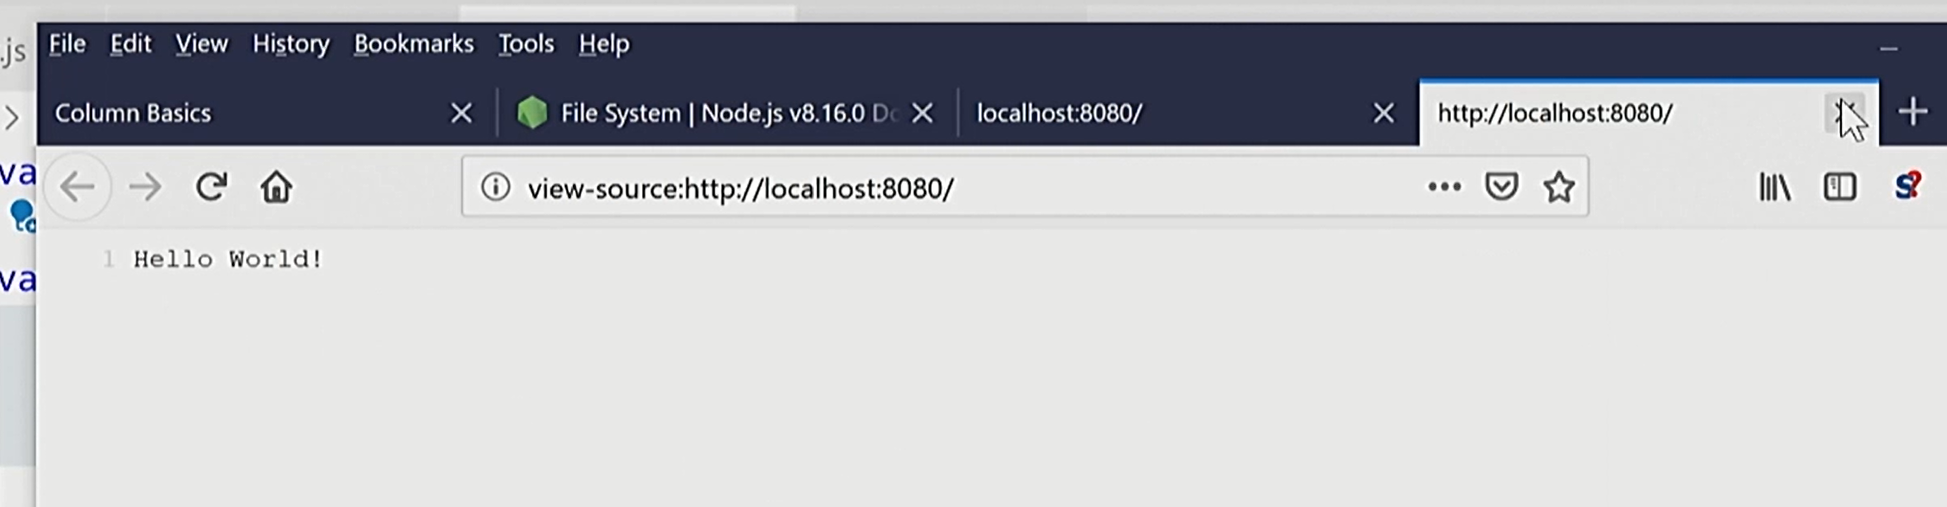 .js
File Edit View History Bookmarks Tools Help
Column Basics
File System | Node.js v8.16.0 Do
localhost:8080/
http://localhost:8080/
view-source:http://localhost:8080/
va
va
1 Hello World!